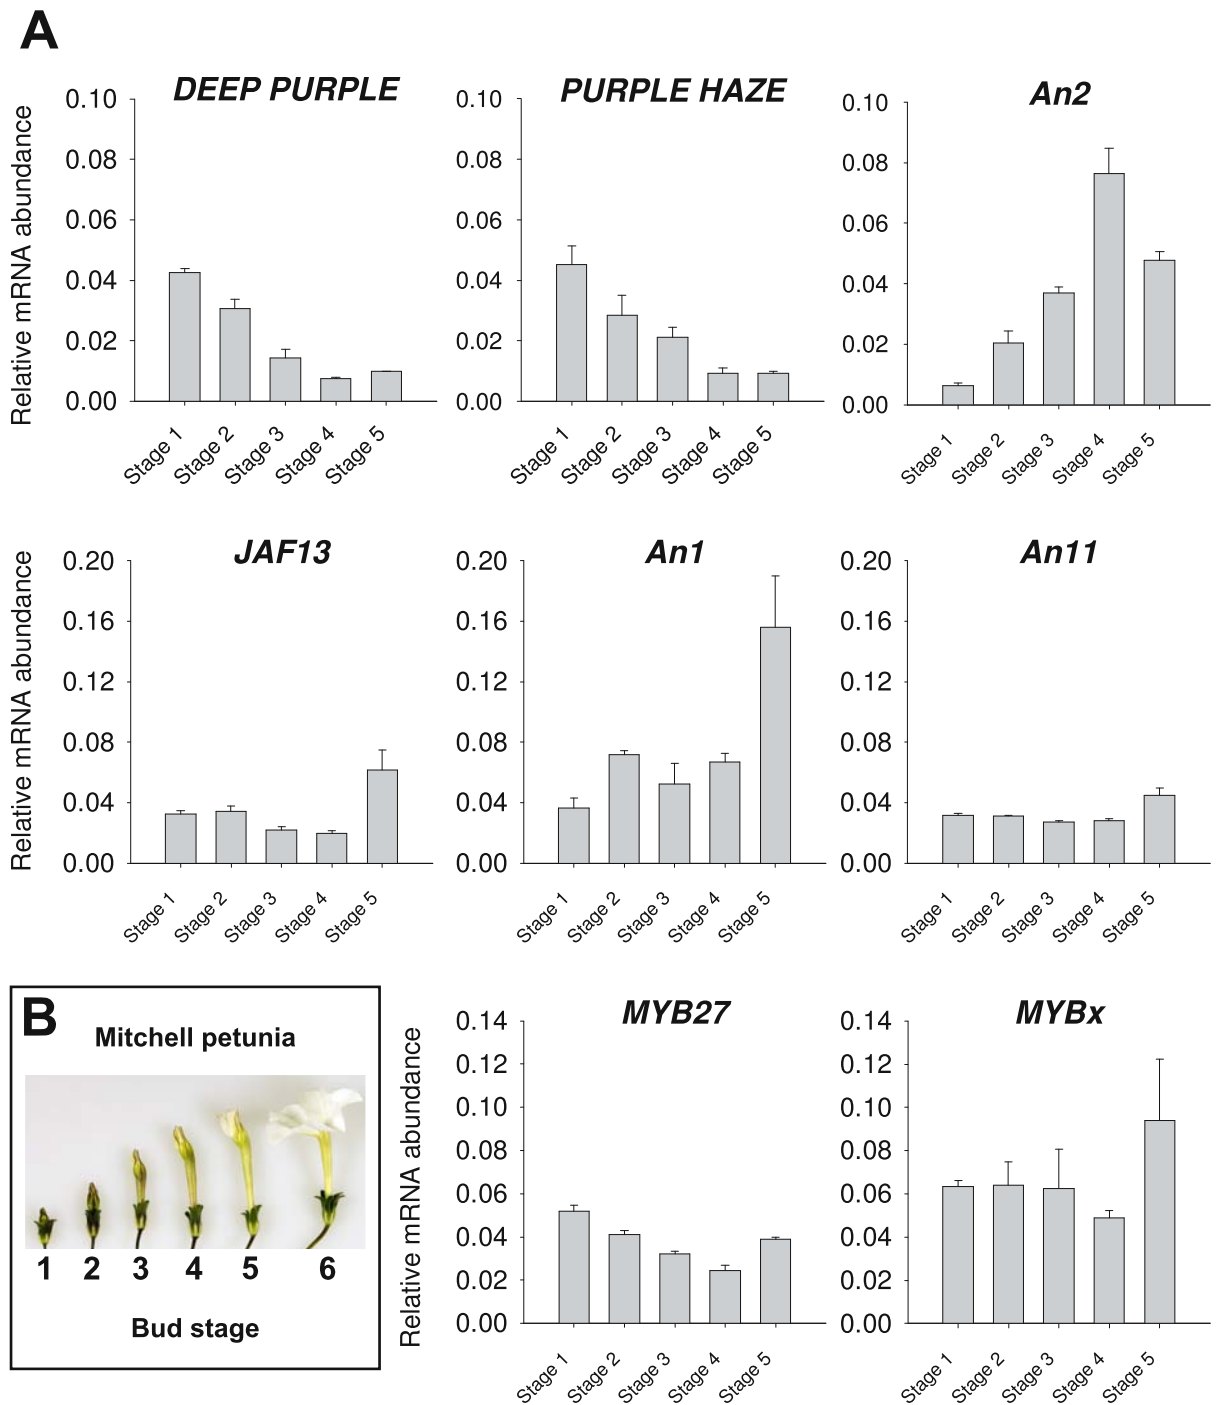 A
DEEP PURPLE
Relative mRNA abundance
0.10
0.08
0.06
0.04
0.02
0.00
Stage 1
Stage 2
Stage 3
Stage 4
Stage 5
PURPLE HAZE
0.10
0.08
0.06
0.04
0.02
0.00
Stage 1
Stage 2
Stage 3
Stage 4
Stage 5
An2
0.10
0.08
0.06
0.04
0.02
0.00
Stage 1
Stage 2
Stage 3
Stage 4
Stage 5
JAF13
Relative mRNA abundance
0.20
0.16
0.12
0.08
0.04
0.00
Stage 1
Stage 2
Stage 3
Stage 4
Stage 5
An1
0.20
0.16
0.12
0.08
0.04
0.00
Stage 1
Stage 2
Stage 3
Stage 4
Stage 5
An11
0.20
0.16
0.12
0.08
0.04
0.00
Stage 1
Stage 2
Stage 3
Stage 4
Stage 5
B
Mitchell petunia
1 2 3 4 5 6
Bud stage
MYB27
Relative mRNA abundance
0.14
0.12
0.10
0.08
0.06
0.04
0.02
0.00
Stage 1
Stage 2
Stage 3
Stage 4
Stage 5
MYBx
0.14
0.12
0.10
0.08
0.06
0.04
0.02
0.00
Stage 1
Stage 2
Stage 3
Stage 4
Stage 5